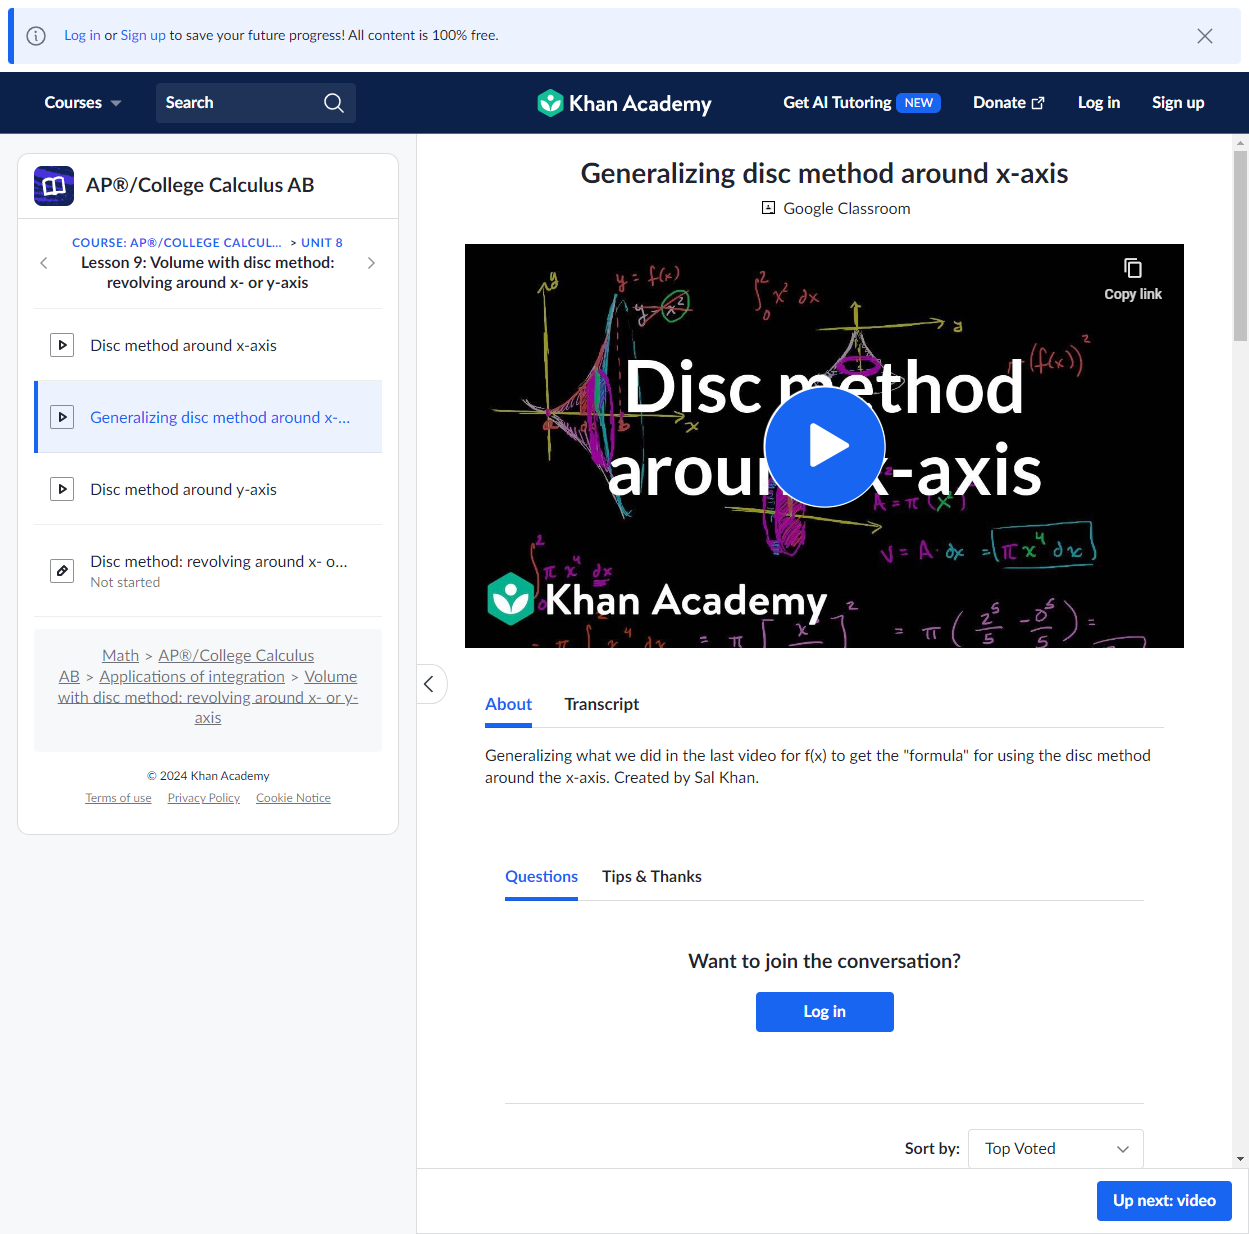 Log in or Sign up to save your future progress! All content is 100% free.
Courses
Search
Khan Academy
Get AI Tutoring NEW
Donate
Log in
Sign up
AP®/College Calculus AB
COURSE: AP®/COLLEGE CALCUL... > UNIT 8
Lesson 9: Volume with disc method:
revolving around x- or y-axis
Disc method around x-axis
Generalizing disc method around x-...
Disc method around y-axis
Disc method: revolving around x- o...
Not started
Math > AP®/College Calculus
AB > Applications of integration > Volume
with disc method: revolving around x- or y-
axis
© 2024 Khan Academy
Terms of use Privacy Policy Cookie Notice
Generalizing disc method around x-axis
Google Classroom
Copy link
y = f(x)
Disc method
around x-axis
Khan Academy
About
Transcript
Generalizing what we did in the last video for f(x) to get the "formula" for using the disc method
around the x-axis. Created by Sal Khan.
Questions
Tips & Thanks
Want to join the conversation?
Log in
Sort by:
Top Voted
Up next: video